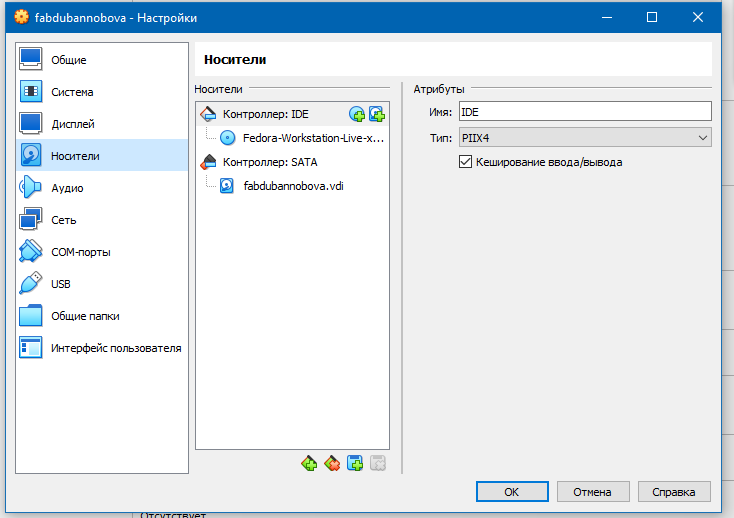 fabdubannobova - Настройки
Общие
Система
Дисплей
Носители
Аудио
Сеть
COM-порты
USB
Общие папки
Интерфейс пользователя
Носители
Носители
Контроллер: IDE
Fedora-Workstation-Live-x...
Контроллер: SATA
fabdubannobova.vdi
Атрибуты
Имя: IDE
Тип: PIIX4
Кеширование ввода/вывода
OK Отмена Справка
Отсутствует